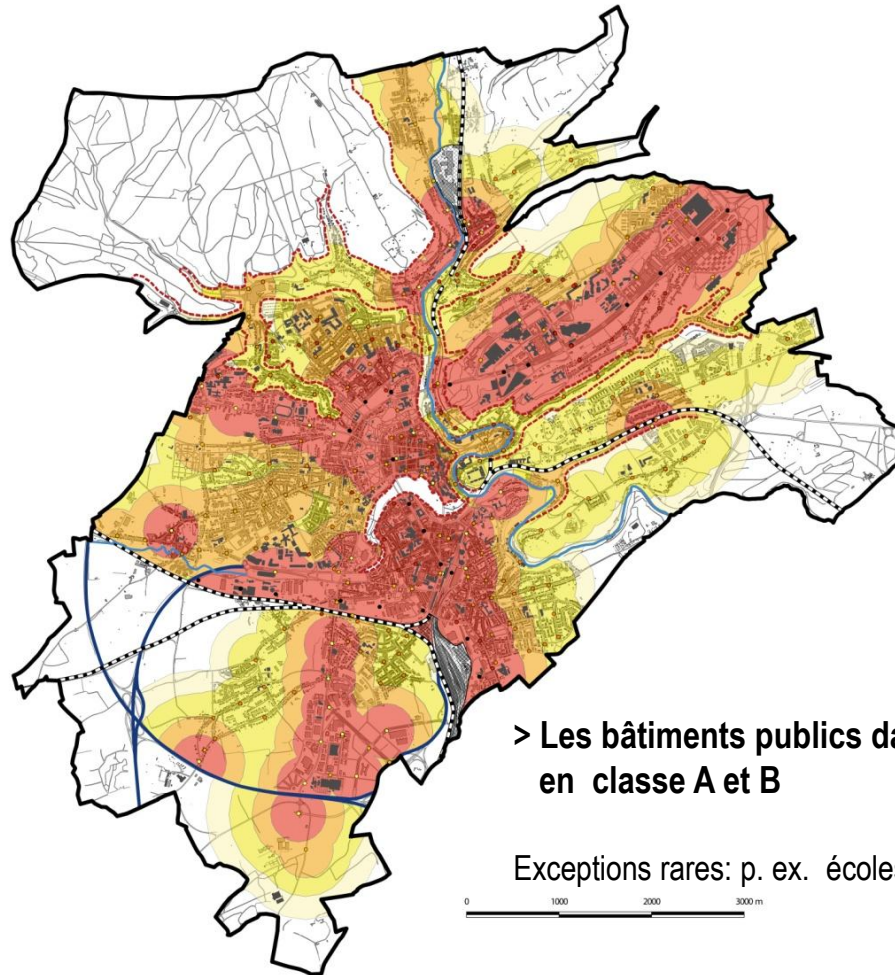 > Les bâtiments publics da
en classe A et B
Exceptions rares: p. ex. école
0 1000 2000 3000 m